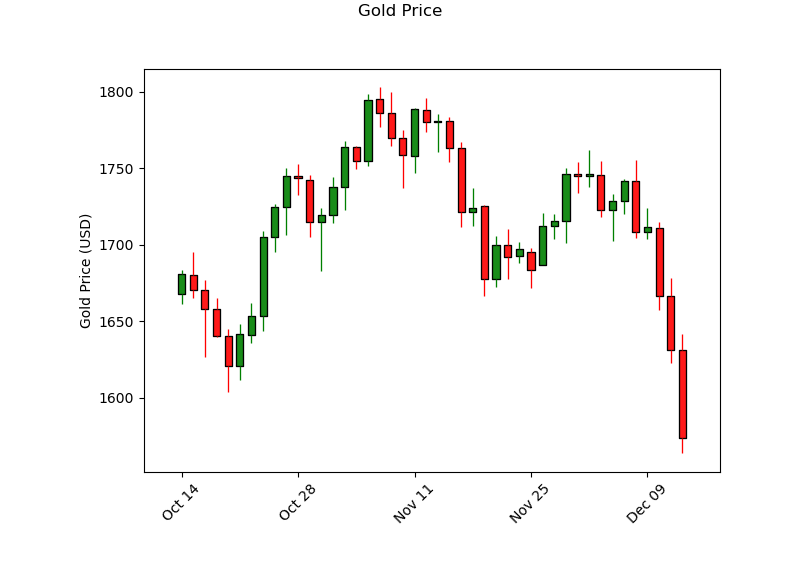 Gold Price
Gold Price (USD)
1800
1750
1700
1650
1600
Oct 14
Oct 28
Nov 11
Nov 25
Dec 09